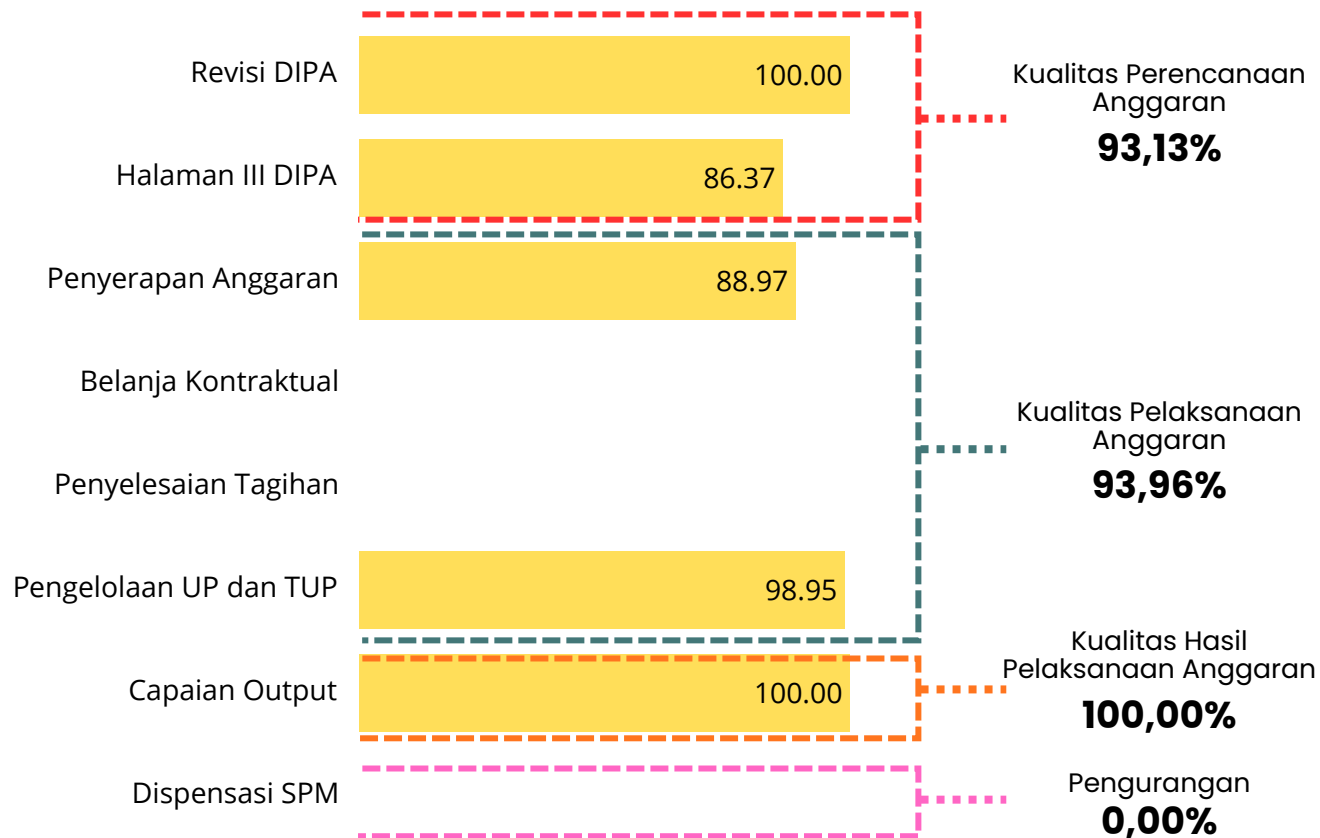 Revisi DIPA
100.00
Halaman III DIPA
86.37
Penyerapan Anggaran
88.97
Belanja Kontraktual
Penyelesaian Tagihan
Pengelolaan UP dan TUP
98.95
Capaian Output
100.00
Dispensasi SPM
Kualitas Perencanaan
Anggaran
93,13%
Kualitas Pelaksanaan
Anggaran
93,96%
Kualitas Hasil
Pelaksanaan Anggaran
100,00%
Pengurangan
0,00%